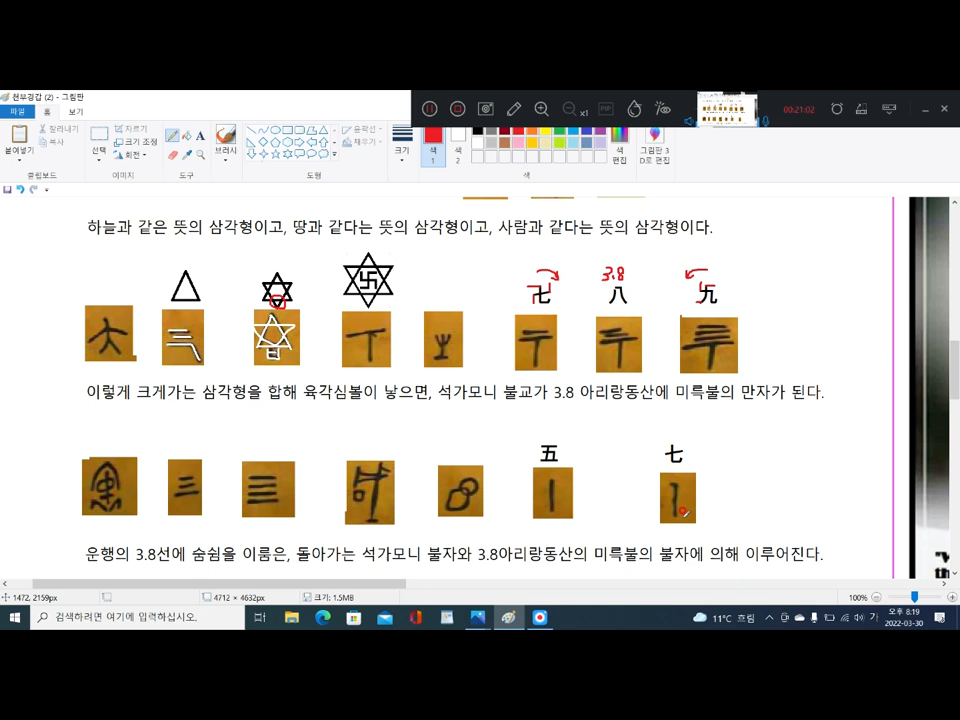 천부경갑 (2) - 그림판
00:21:02
파일 홈 보기
붙여넣기 잘라내기 복사 선택 자르기 크기 조정 회전 A 브러시 윤곽선 채우기 크기 색 1 색 2 색 편집 그림판 3D로 편집
x1 PIP
클립보드 이미지 도구 도형 색
하늘과 같은 뜻의 삼각형이고, 땅과 같다는 뜻의 삼각형이고, 사람과 같다는 뜻의 삼각형이다.
3.8
卐 卍 八 九
이렇게 크게가는 삼각형을 합해 육각심볼이 낳으면, 석가모니 불교가 3.8 아리랑동산에 미륵불의 만자가 된다.
五 七
운행의 3.8선에 숨쉼을 이룸은, 돌아가는 석가모니 불자와 3.8아리랑동산의 미륵불의 불자에 의해 이루어진다.
1472, 2159px 4712 × 4632px 크기: 1.5MB 100%
검색하려면 여기에 입력하십시오. 11°C 흐림 가 오후 8:19
2022-03-30